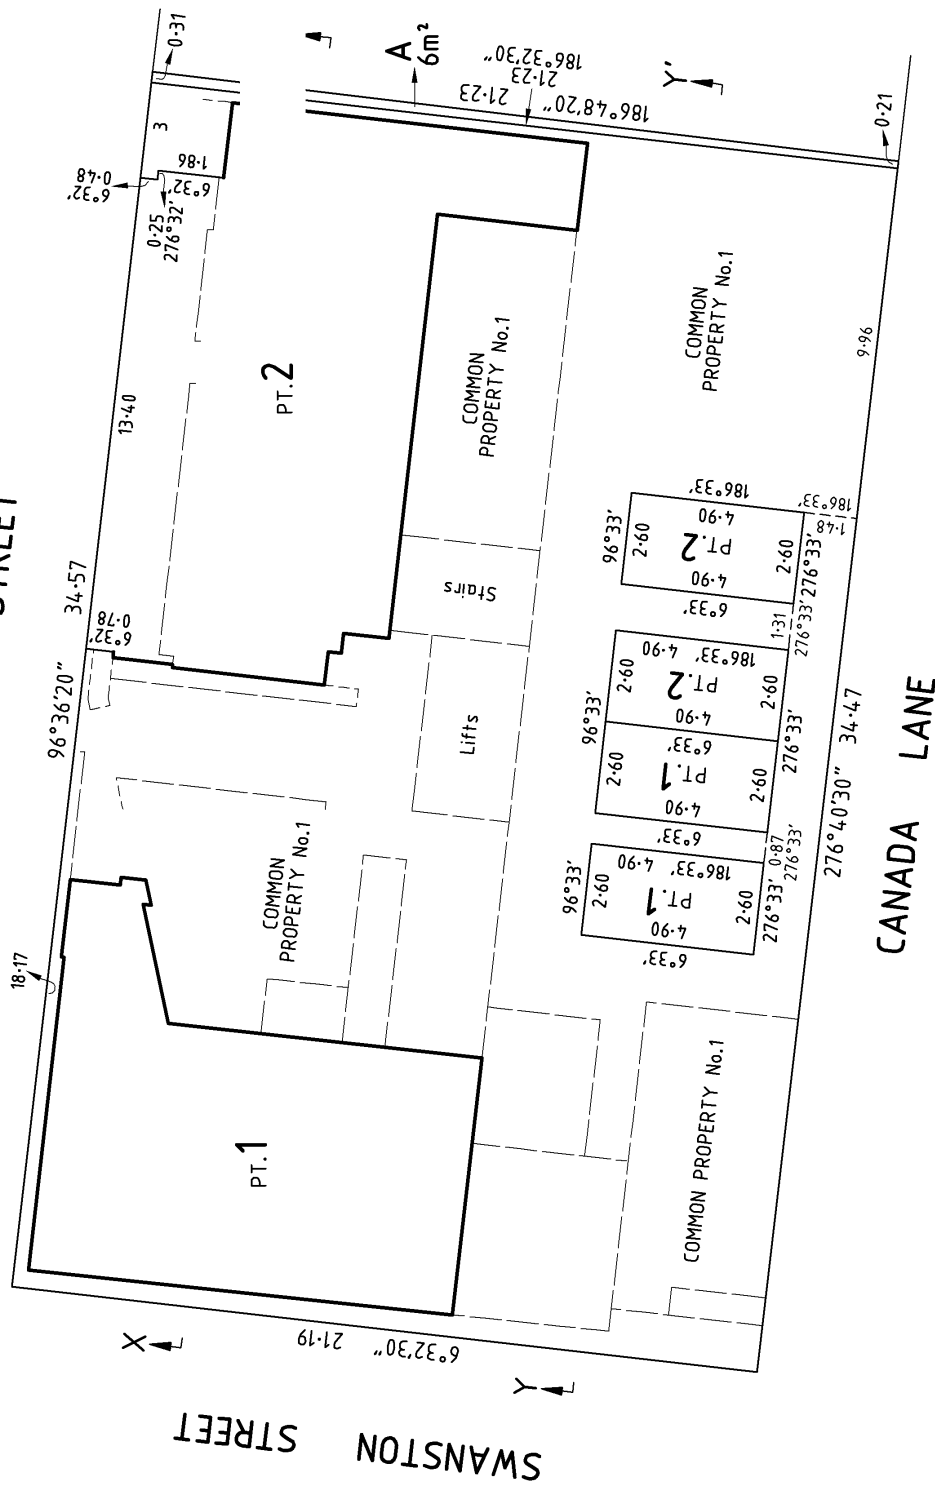 STREET
96°36'20"
34·57
18·17
13·40
6°32'
0·78
0·48
6°32'
0·25
276°32'
6°32'
1·86
3
0·31
A
6m²
186°32'30"
21·23
21·23
186°48'20"
Y'
0·21
PT.2
COMMON
PROPERTY No.1
COMMON
PROPERTY No.1
9·96
Stairs
Lifts
COMMON
PROPERTY No.1
PT.1
96°33'
2·60
4·90
186°33'
PT.2
4·90
6°33'
2·60
276°33'
186°33'
1·48
1·31
276°33'
96°33'
2·60
4·90
186°33'
PT.2
4·90
2·60
6°33'
2·60
PT.1
4·90
6°33'
2·60
276°33'
0·87
276°33'
96°33'
2·60
4·90
186°33'
PT.1
4·90
6°33'
2·60
276°33'
276°40'30"
34·47
COMMON PROPERTY No.1
X
21·19
6°32'30"
Y
SWANSTON STREET
CANADA LANE